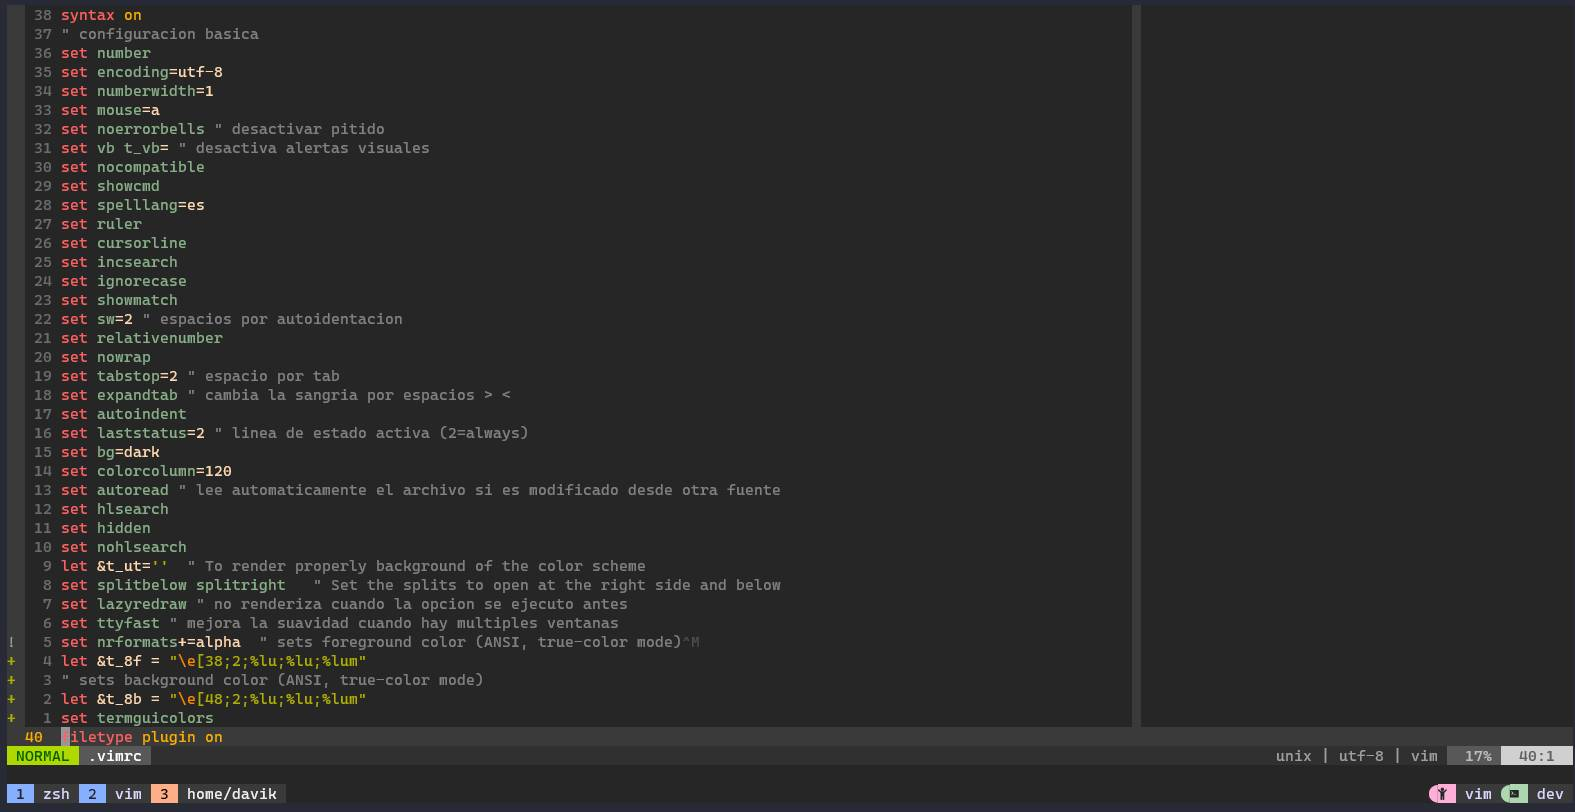 38 syntax on
37 " configuracion basica
36 set number
35 set encoding=utf-8
34 set numberwidth=1
33 set mouse=a
32 set noerrorbells " desactivar pitido
31 set vb t_vb= " desactiva alertas visuales
30 set nocompatible
29 set showcmd
28 set spelllang=es
27 set ruler
26 set cursorline
25 set incsearch
24 set ignorecase
23 set showmatch
22 set sw=2 " espacios por autoidentacion
21 set relativenumber
20 set nowrap
19 set tabstop=2 " espacio por tab
18 set expandtab " cambia la sangria por espacios > <
17 set autoindent
16 set laststatus=2 " linea de estado activa (2=always)
15 set bg=dark
14 set colorcolumn=120
13 set autoread " lee automaticamente el archivo si es modificado desde otra fuente
12 set hlsearch
11 set hidden
10 set nohlsearch
9 let &t_ut=''  " To render properly background of the color scheme
8 set splitbelow splitright   " Set the splits to open at the right side and below
7 set lazyredraw " no renderiza cuando la opcion se ejecuto antes
6 set ttyfast " mejora la suavidad cuando hay multiples ventanas
! 5 set nrformats+=alpha  " sets foreground color (ANSI, true-color mode)^M
+ 4 let &t_8f = "\e[38;2;%lu;%lu;%lum"
+ 3 " sets background color (ANSI, true-color mode)
+ 2 let &t_8b = "\e[48;2;%lu;%lu;%lum"
+ 1 set termguicolors
40 filetype plugin on
NORMAL .vimrc unix | utf-8 | vim 17% 40:1
1 zsh 2 vim 3 home/davik vim dev